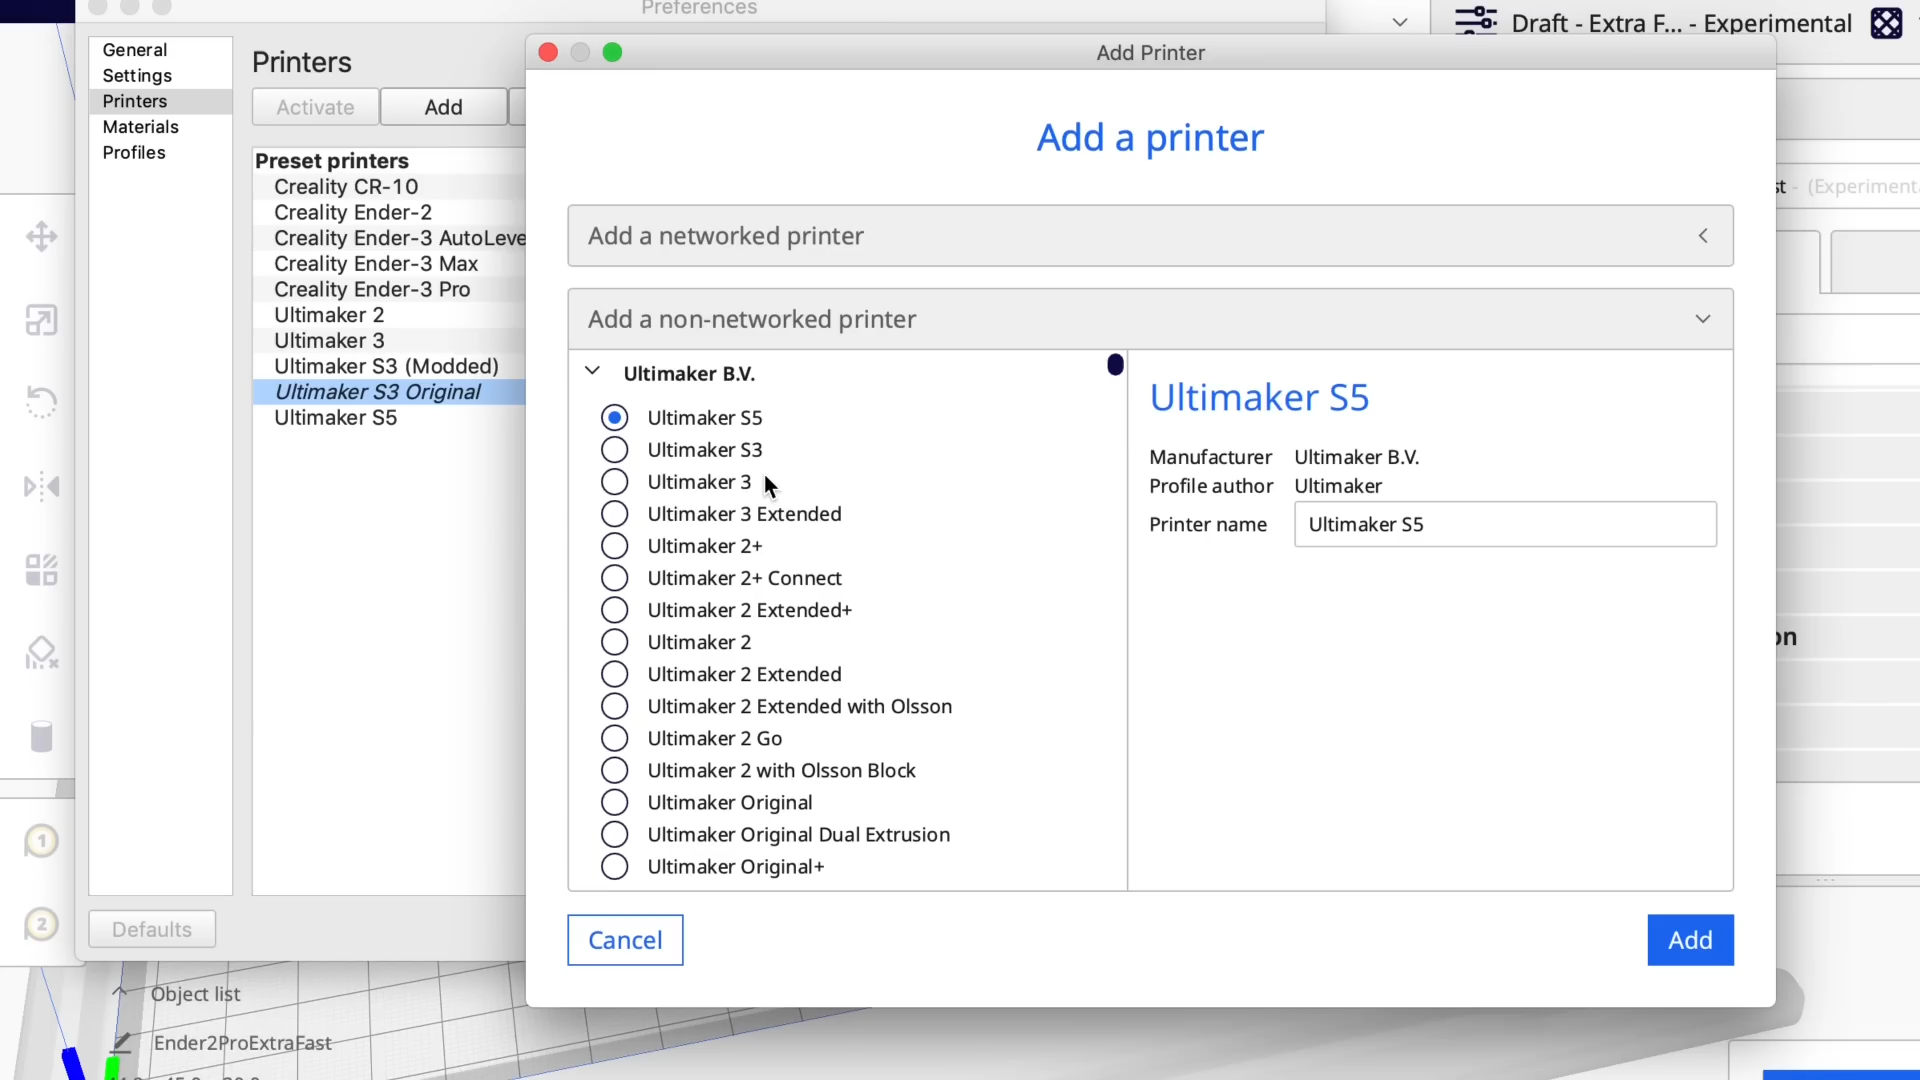 Preferences
Draft - Extra F... - Experimental
General
Settings
Printers
Materials
Profiles
Printers
Activate
Add
Preset printers
Creality CR-10
Creality Ender-2
Creality Ender-3 AutoLeve
Creality Ender-3 Max
Creality Ender-3 Pro
Ultimaker 2
Ultimaker 3
Ultimaker S3 (Modded)
Ultimaker S3 Original
Ultimaker S5
Defaults
Add Printer
Add a printer
Add a networked printer
Add a non-networked printer
Ultimaker B.V.
Ultimaker S5
Ultimaker S3
Ultimaker 3
Ultimaker 3 Extended
Ultimaker 2+
Ultimaker 2+ Connect
Ultimaker 2 Extended+
Ultimaker 2
Ultimaker 2 Extended
Ultimaker 2 Extended with Olsson
Ultimaker 2 Go
Ultimaker 2 with Olsson Block
Ultimaker Original
Ultimaker Original Dual Extrusion
Ultimaker Original+
Ultimaker S5
Manufacturer Ultimaker B.V.
Profile author Ultimaker
Printer name Ultimaker S5
Cancel
Add
st - (Experiment
on
1
2
Object list
Ender2ProExtraFast